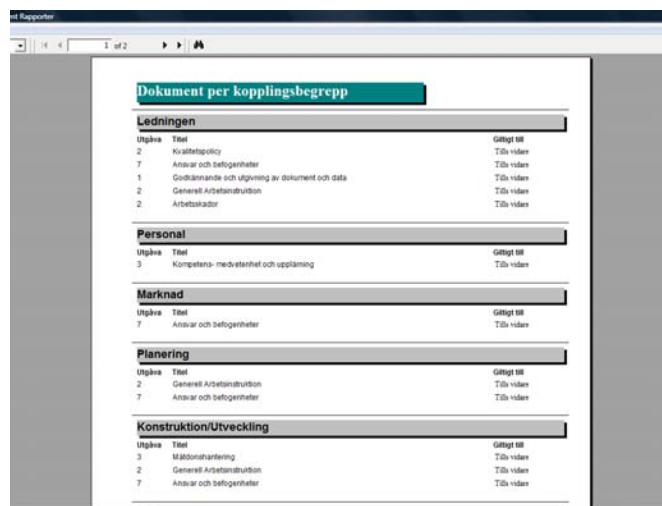 nt Rapporter
1 of 2
Dokument per kopplingsbegrepp
Ledningen
Utgåva Titel Giltigt till
2 Kvalitetspolicy Tills vidare
7 Ansvar och befogenheter Tills vidare
1 Godkännande och utgivning av dokument och data Tills vidare
2 Generell Arbetsinstruktion Tills vidare
2 Arbetsskador Tills vidare
Personal
Utgåva Titel Giltigt till
3 Kompetens- medvetenhet och upplärning Tills vidare
Marknad
Utgåva Titel Giltigt till
7 Ansvar och befogenheter Tills vidare
Planering
Utgåva Titel Giltigt till
2 Generell Arbetsinstruktion Tills vidare
7 Ansvar och befogenheter Tills vidare
Konstruktion/Utveckling
Utgåva Titel Giltigt till
3 Mätdonshantering Tills vidare
2 Generell Arbetsinstruktion Tills vidare
7 Ansvar och befogenheter Tills vidare